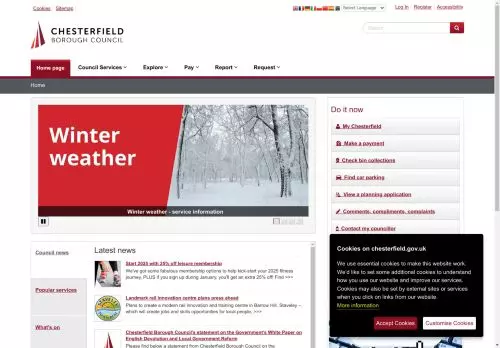 Cookies Sitemap
Select Language
Log In Register Accessibility
CHESTERFIELD
BOROUGH COUNCIL
Search
Home page Council Services Explore Pay Report Request
Home
Winter
weather
Winter weather - service information
Do it now
My Chesterfield
Make a payment
Check bin collections
Find car parking
View a planning application
Comments, compliments, complaints
Contact my councillor
Council news
Popular services
What's on
Latest news
Start 2025 with 25% off leisure membership
We've got some fabulous membership options to help kick-start your 2025 fitness
journey, PLUS if you sign up during January, you'll get an extra 25% off! Find >>>
Landmark rail innovation centre plans press ahead
Plans to create a modern rail innovation and training centre in Barrow Hill, Staveley –
which will create jobs and skills opportunities for local people, >>>
Chesterfield Borough Council's statement on the Government's White Paper on
English Devolution and Local Government Reform
Please find below a statement from Chesterfield Borough Council on the
Cookies on chesterfield.gov.uk
We use essential cookies to make this website work.
We'd like to set some additional cookies to understand
how you use our website and improve our services.
Cookies may also be set by external sites or services
when you click on links from our website.
More information
Accept Cookies Customise Cookies